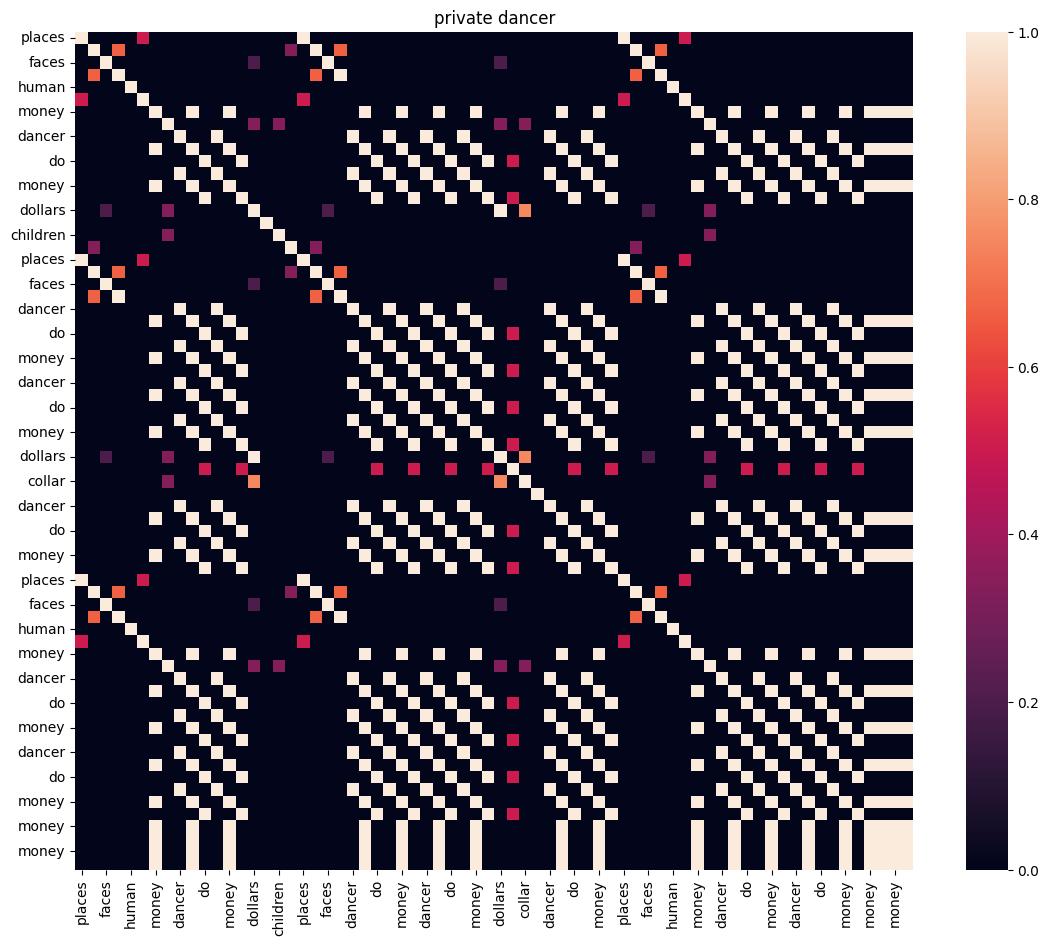 private dancer
places
faces
human
money
dancer
do
money
dollars
children
places
faces
dancer
do
money
dancer
do
money
dollars
collar
dancer
do
money
places
faces
human
money
dancer
do
money
dancer
do
money
money
money
places
faces
human
money
dancer
do
money
dollars
children
places
faces
dancer
do
money
dancer
do
money
dollars
collar
dancer
do
money
places
faces
human
money
dancer
do
money
dancer
do
money
money
money
1.0
0.8
0.6
0.4
0.2
0.0